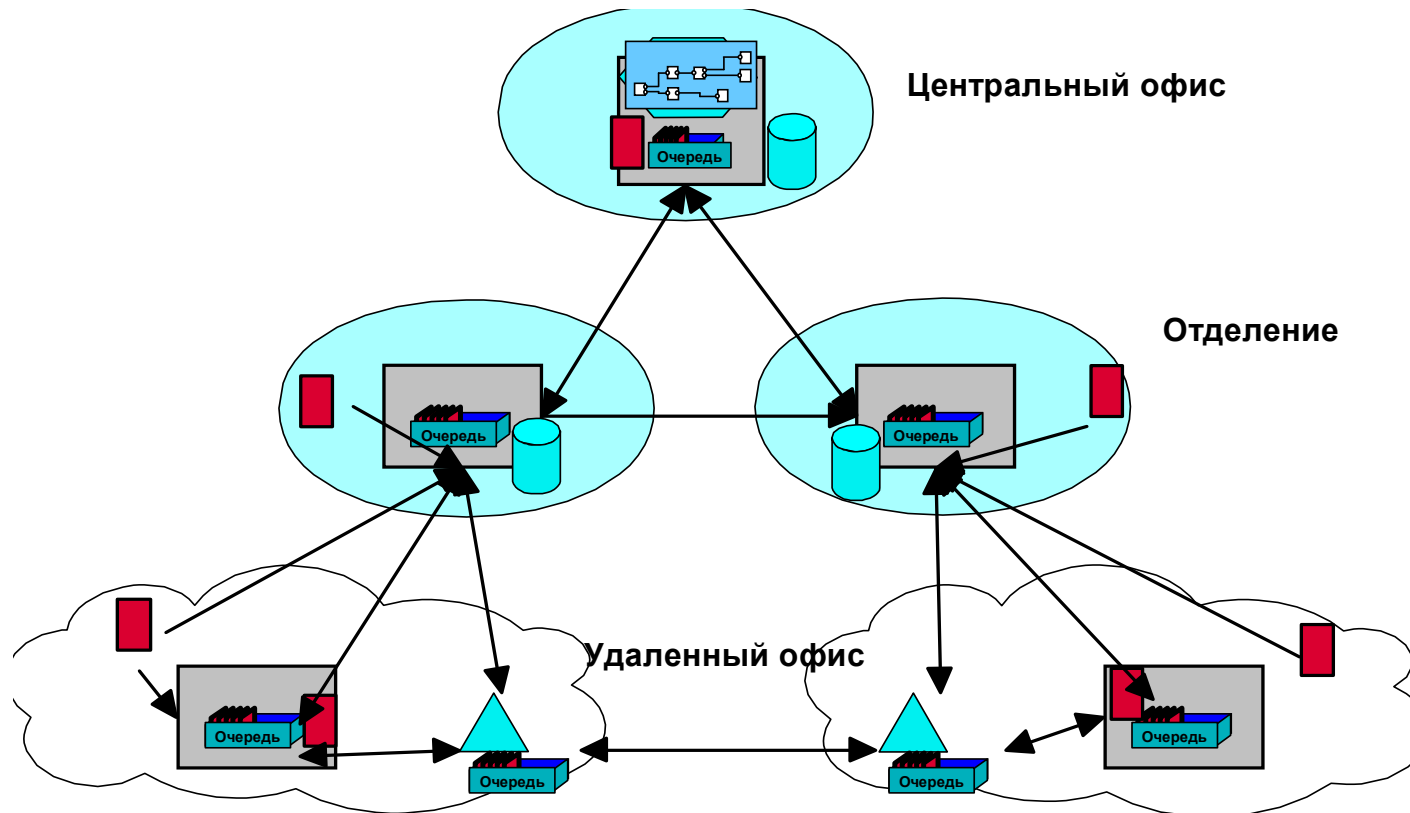 Центральный офис
Очередь
Отделение
Очередь
Очередь
Удаленный офис
Очередь
Очередь
Очередь
Очередь